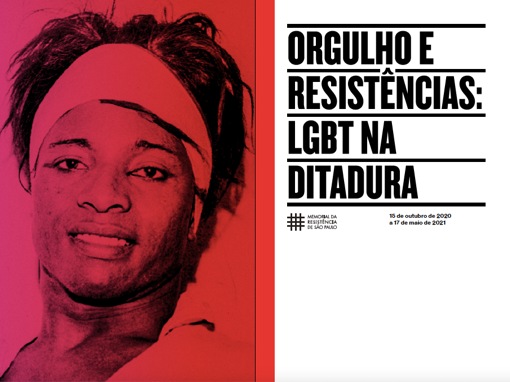 ORGULHO E
RESISTÊNCIAS:
LGBT NA
DITADURA
MEMORIAL DA
RESISTÊNCIA
DE SÃO PAULO
15 de outubro de 2020
a 17 de maio de 2021